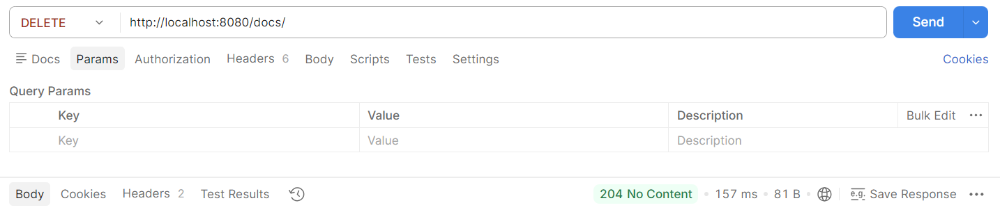 DELETE http://localhost:8080/docs/ Send
Docs Params Authorization Headers 6 Body Scripts Tests Settings Cookies
Query Params
Key Value Description Bulk Edit
Key Value Description
Body Cookies Headers 2 Test Results 204 No Content 157 ms 81 B e.g. Save Response